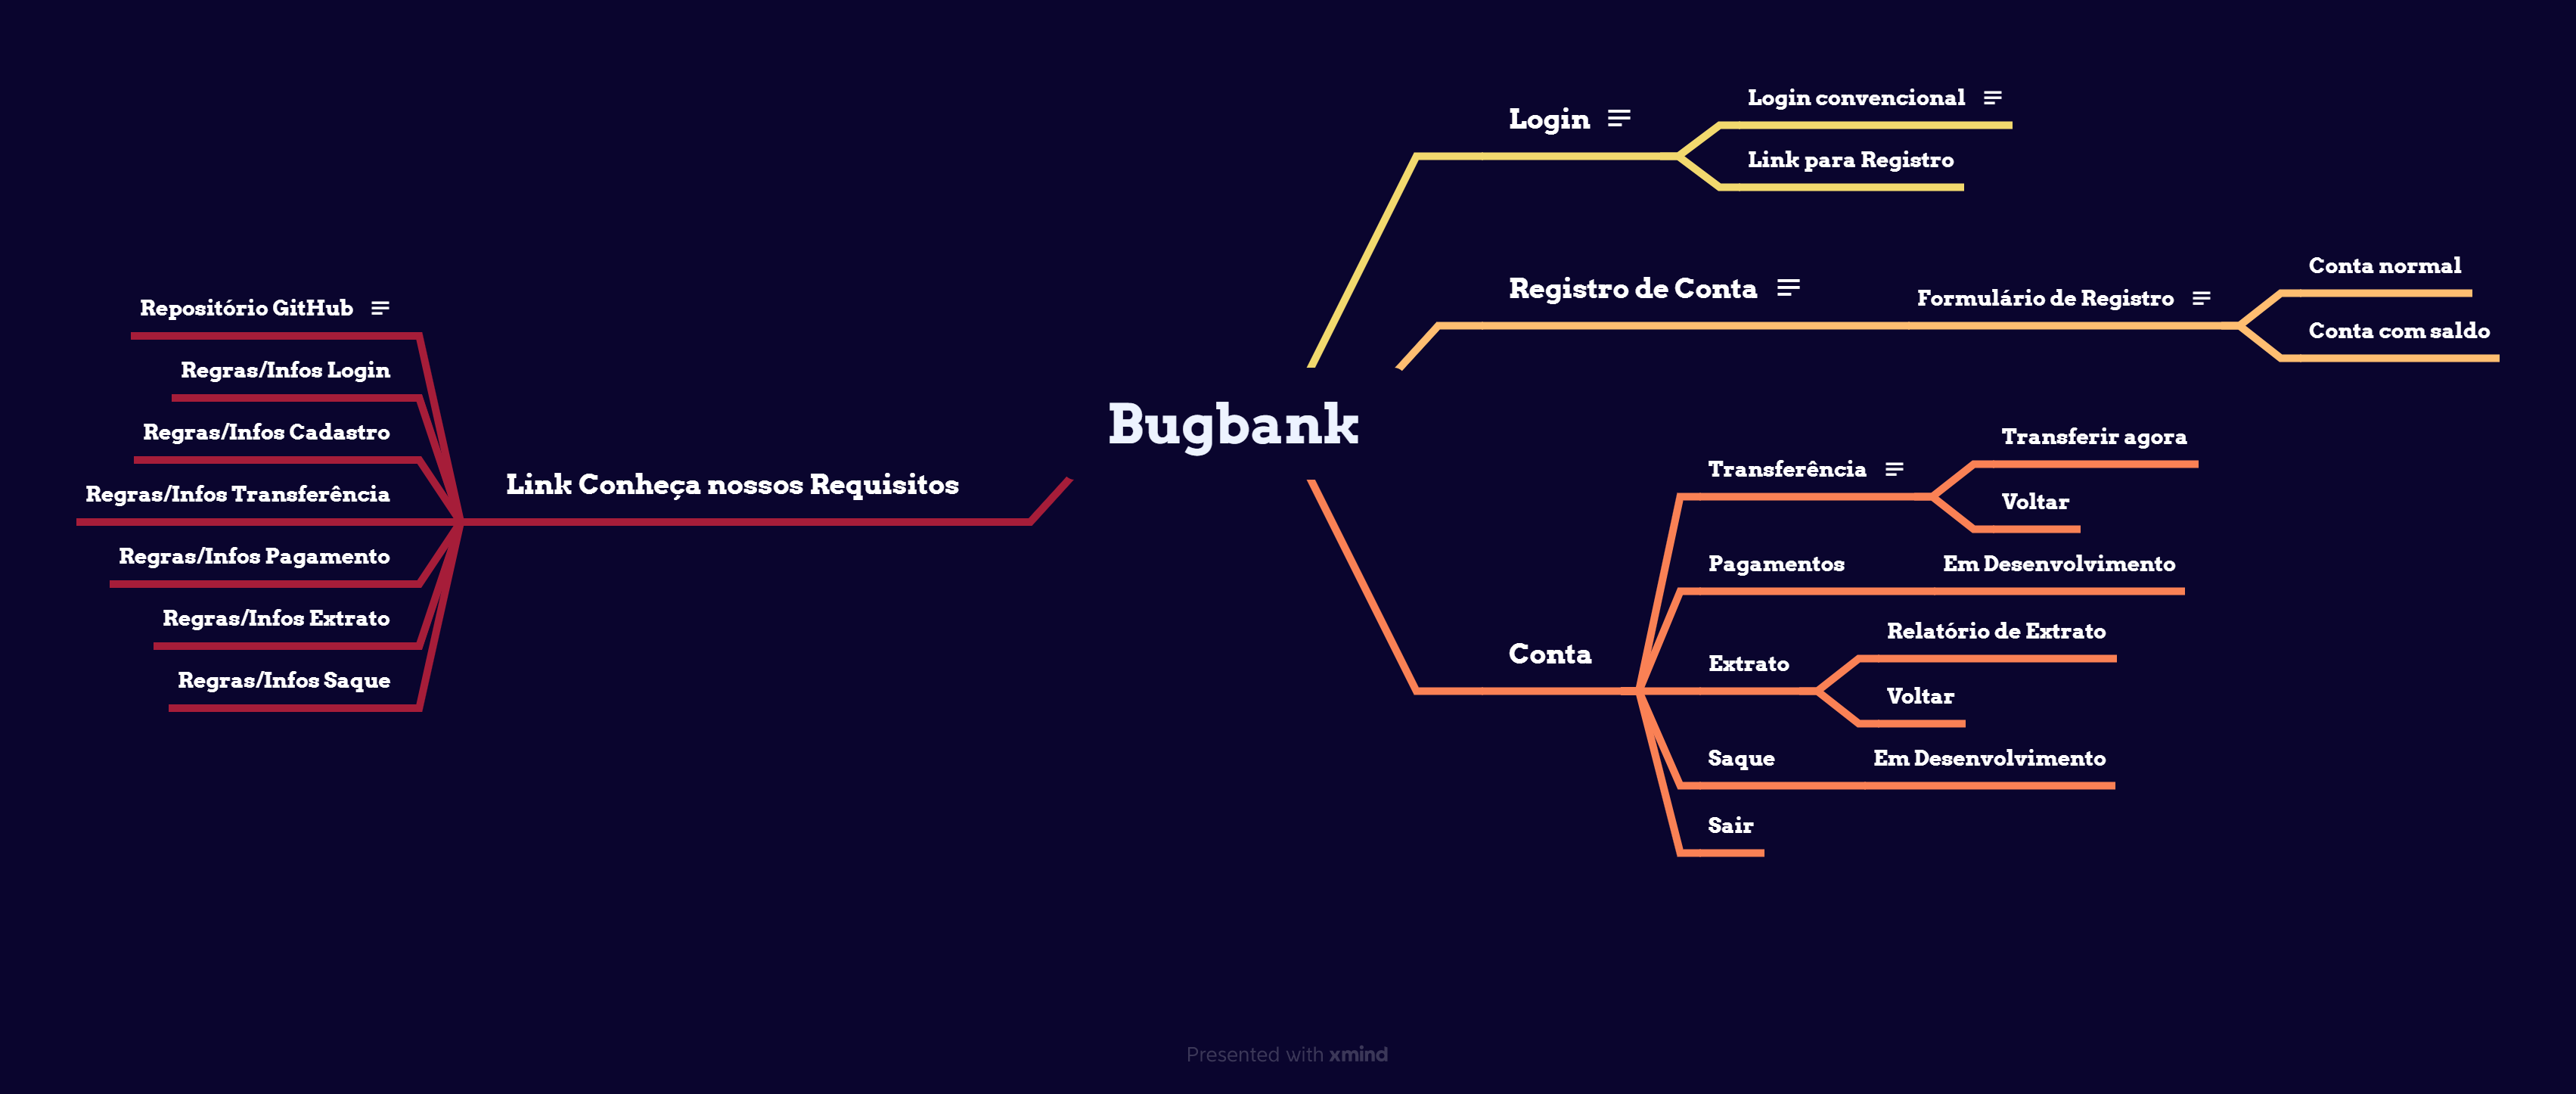 Bugbank
Login
Login convencional
Link para Registro
Registro de Conta
Formulário de Registro
Conta normal
Conta com saldo
Conta
Transferência
Transferir agora
Voltar
Pagamentos
Em Desenvolvimento
Extrato
Relatório de Extrato
Voltar
Saque
Em Desenvolvimento
Sair
Link Conheça nossos Requisitos
Repositório GitHub
Regras/Infos Login
Regras/Infos Cadastro
Regras/Infos Transferência
Regras/Infos Pagamento
Regras/Infos Extrato
Regras/Infos Saque
Presented with xmind